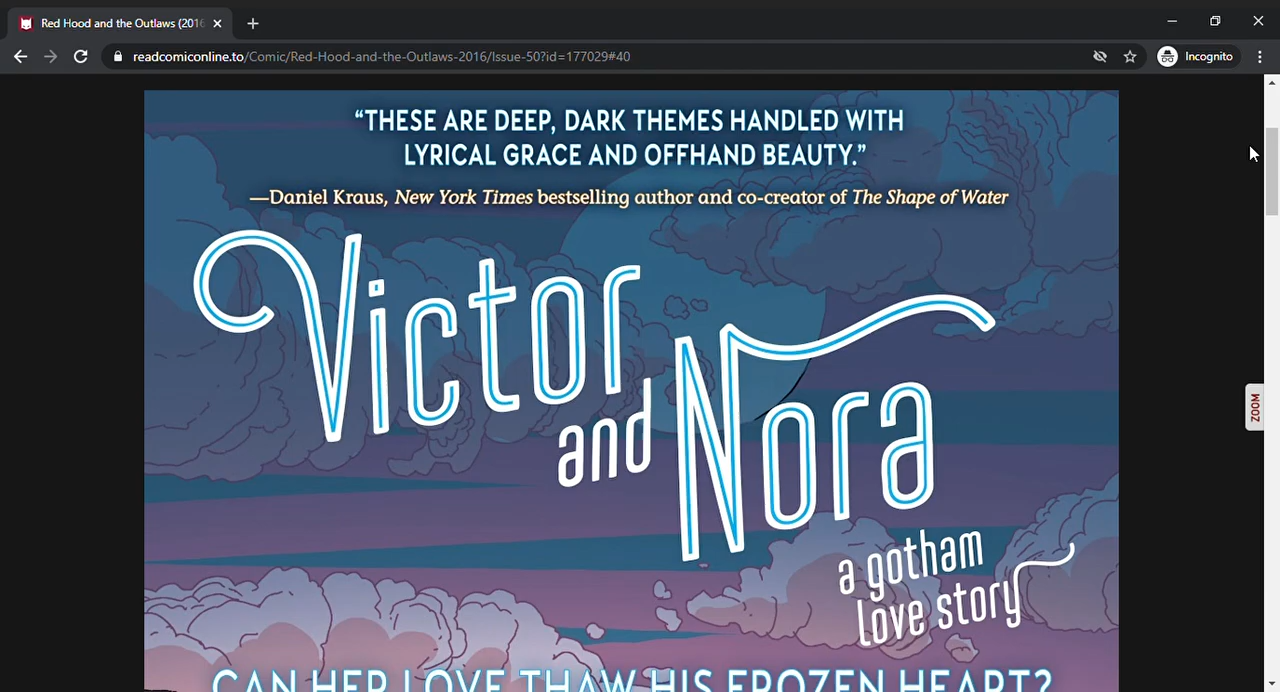 Red Hood and the Outlaws (2016
readcomiconline.to/Comic/Red-Hood-and-the-Outlaws-2016/Issue-50?id=177029#40
Incognito
“THESE ARE DEEP, DARK THEMES HANDLED WITH
LYRICAL GRACE AND OFFHAND BEAUTY.”
—Daniel Kraus, New York Times bestselling author and co-creator of The Shape of Water
Victor
and
Nora
a gotham
love story
ZOOM
CAN HER LOVE THAW HIS FROZEN HEART?